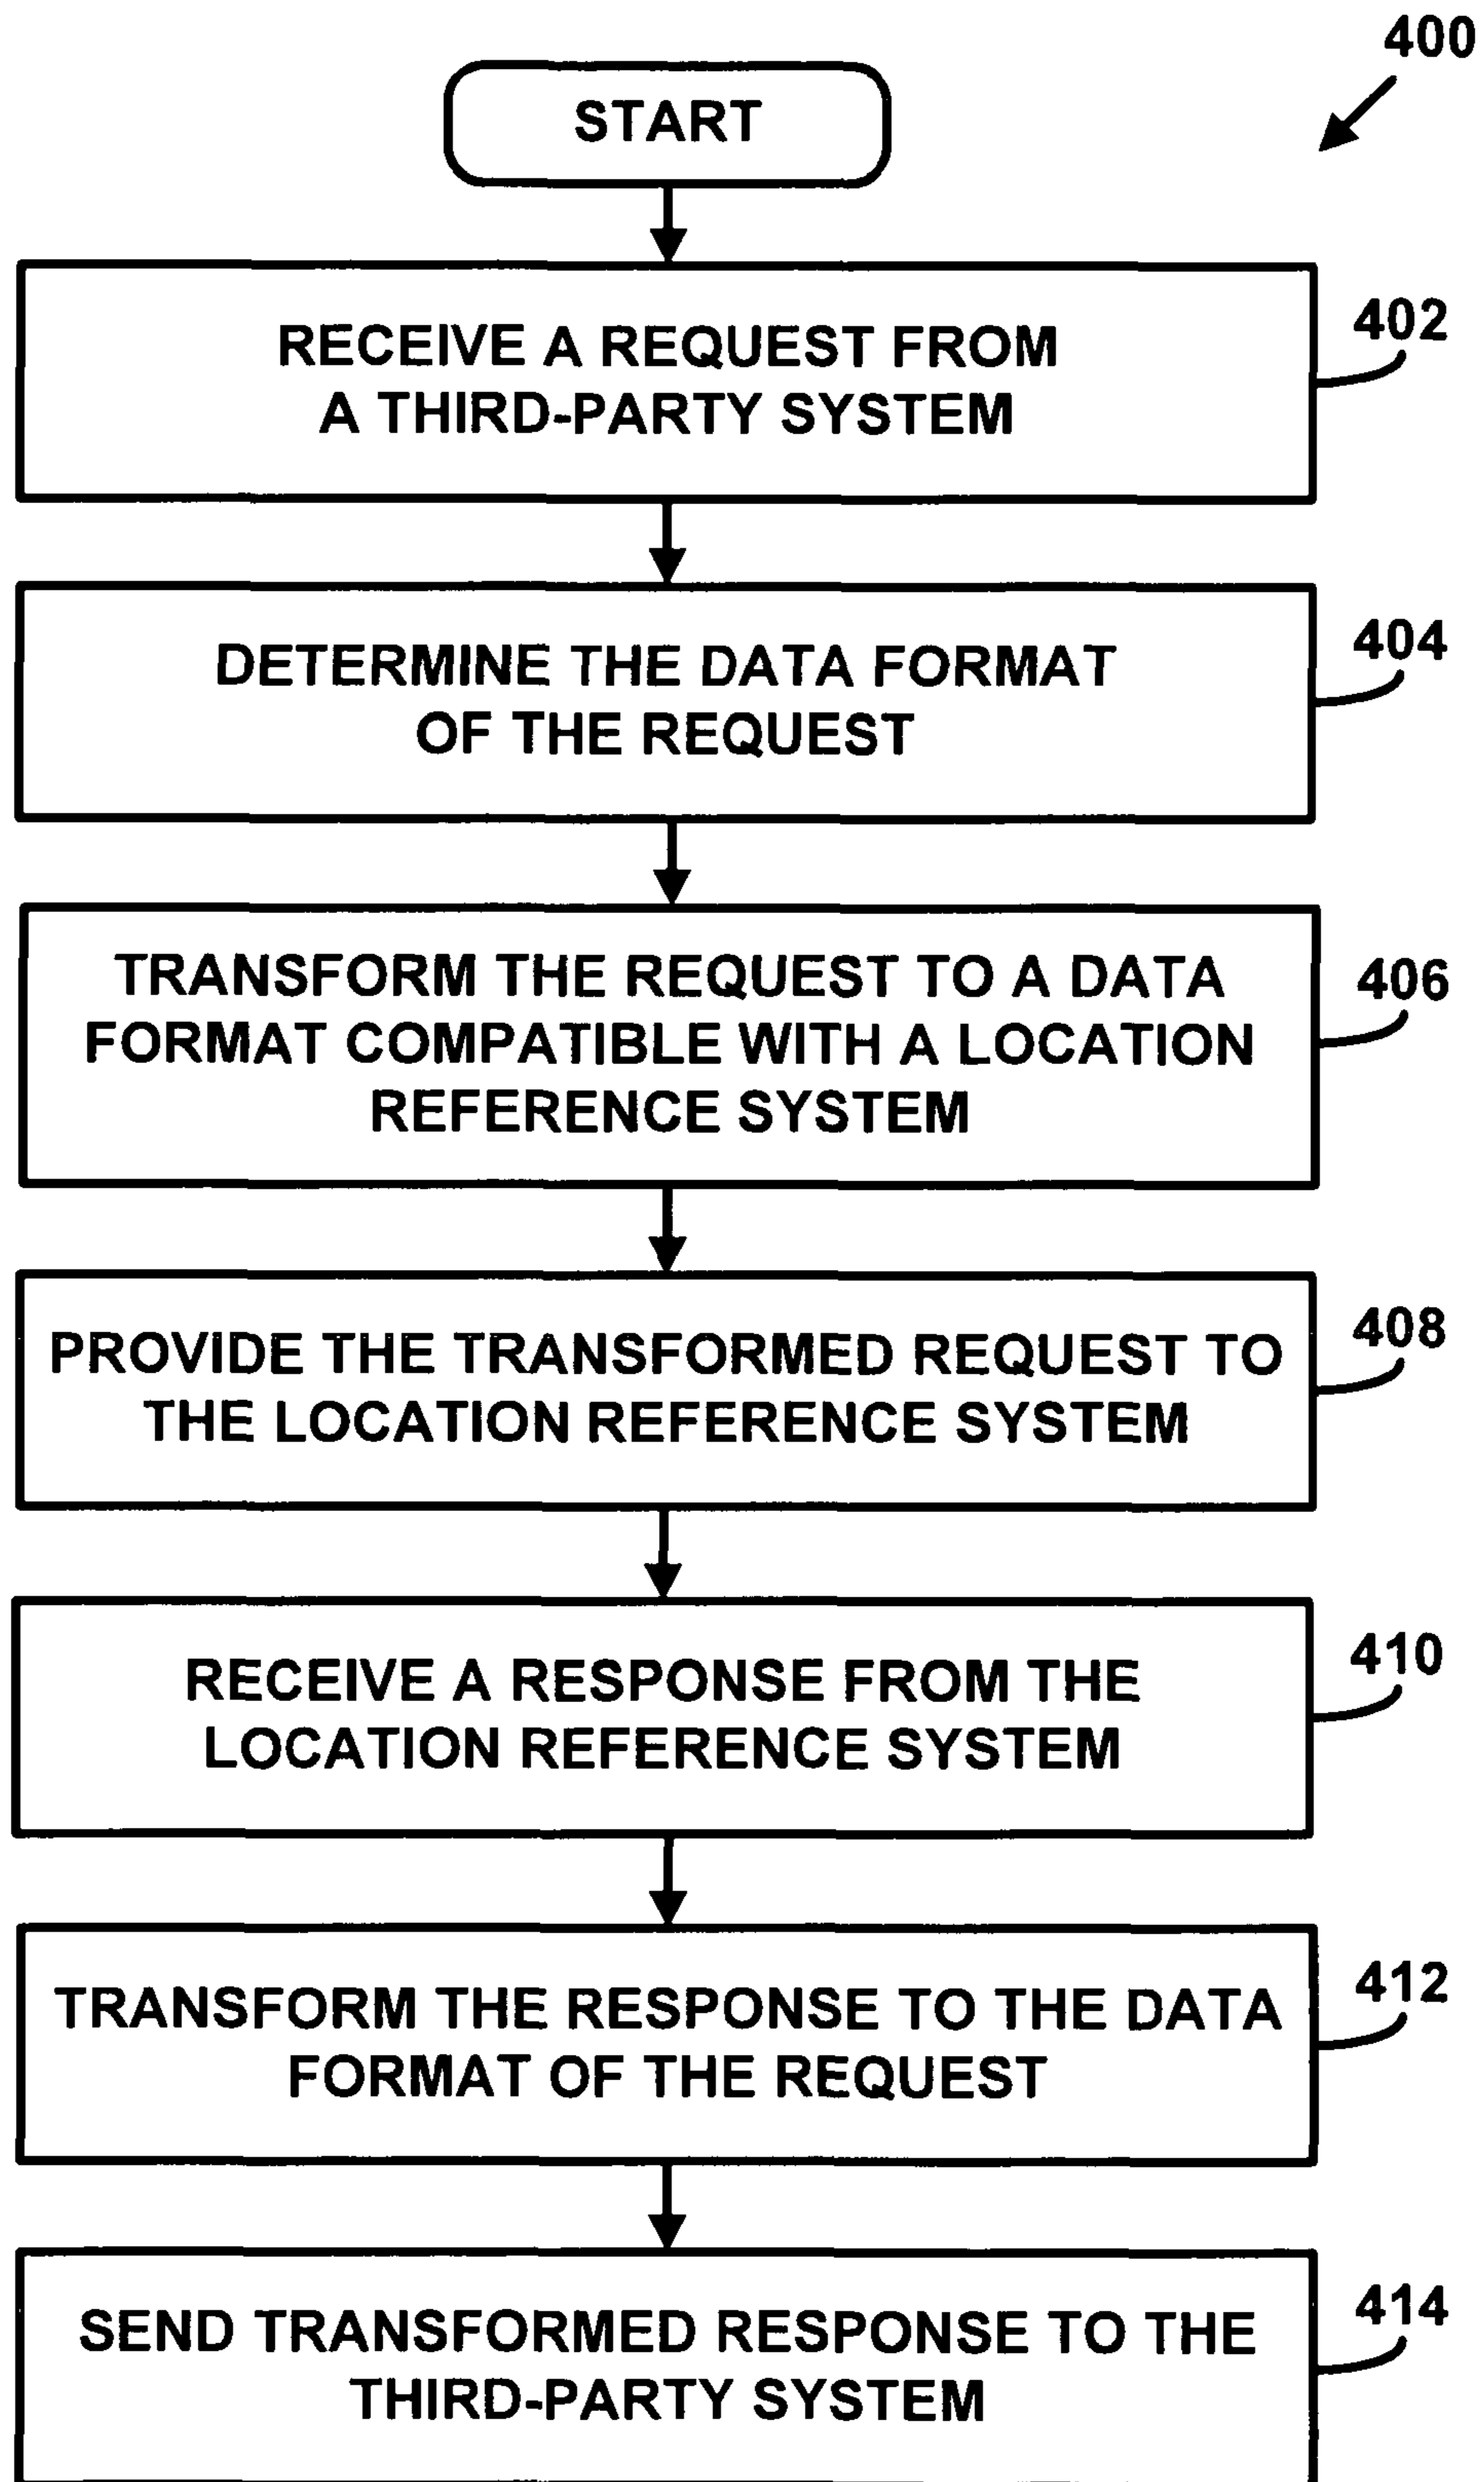 400
START
RECEIVE A REQUEST FROM
A THIRD-PARTY SYSTEM
402
DETERMINE THE DATA FORMAT
OF THE REQUEST
404
TRANSFORM THE REQUEST TO A DATA
FORMAT COMPATIBLE WITH A LOCATION
REFERENCE SYSTEM
406
PROVIDE THE TRANSFORMED REQUEST TO
THE LOCATION REFERENCE SYSTEM
408
RECEIVE A RESPONSE FROM THE
LOCATION REFERENCE SYSTEM
410
TRANSFORM THE RESPONSE TO THE DATA
FORMAT OF THE REQUEST
412
SEND TRANSFORMED RESPONSE TO THE
THIRD-PARTY SYSTEM
414